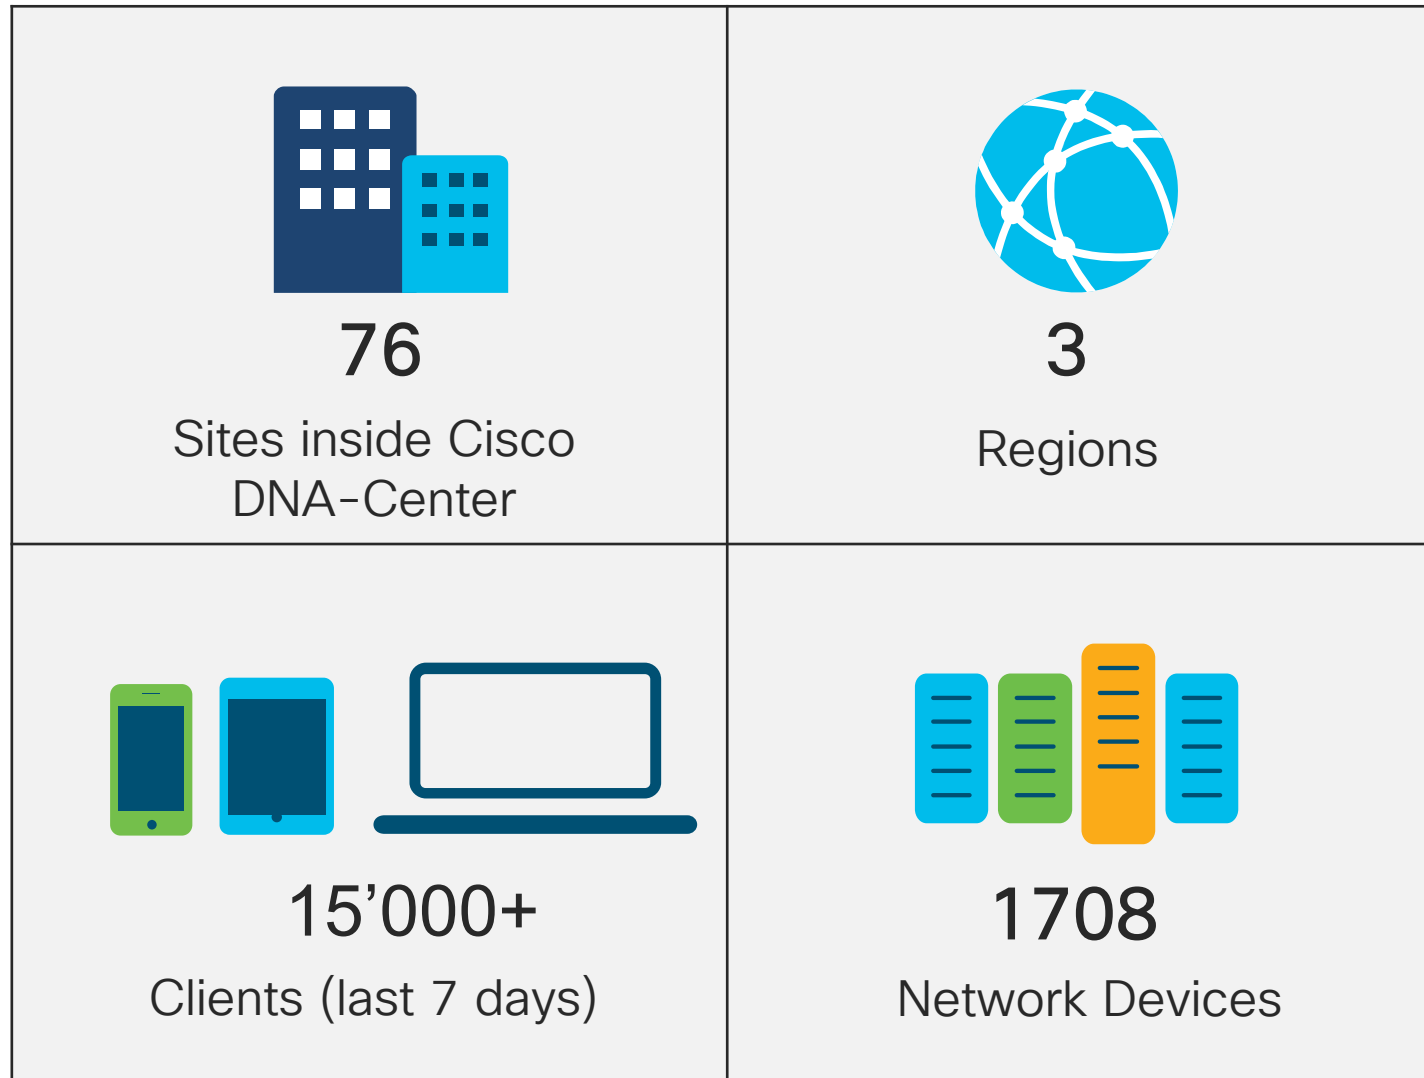 76
Sites inside Cisco
DNA-Center
3
Regions
15’000+
Clients (last 7 days)
1708
Network Devices